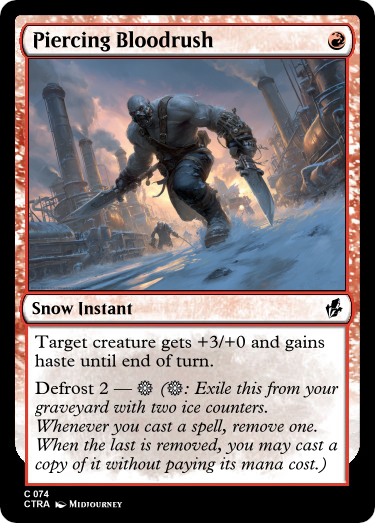 Piercing Bloodrush
Snow Instant
Target creature gets +3/+0 and gains
haste until end of turn.
Defrost 2 — (: Exile this from your
graveyard with two ice counters.
Whenever you cast a spell, remove one.
When the last is removed, you may cast a
copy of it without paying its mana cost.)
C 074
CTRA Midjourney